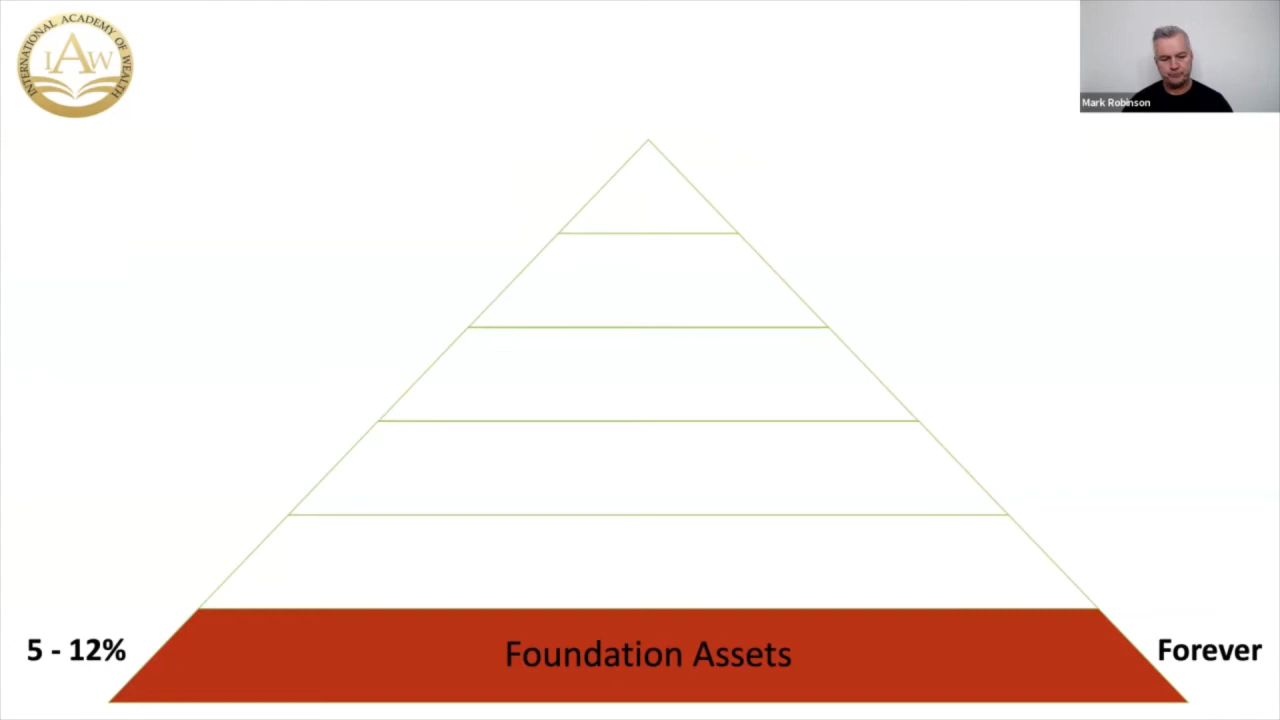 INTERNATIONAL ACADEMY OF WEALTH
IAW
Mark Robinson
5 - 12%
Foundation Assets
Forever